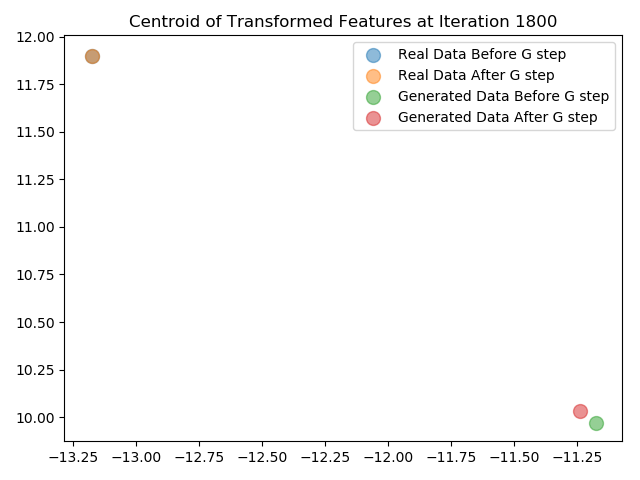 Centroid of Transformed Features at Iteration 1800
12.00
11.75
11.50
11.25
11.00
10.75
10.50
10.25
10.00
Real Data Before G step
Real Data After G step
Generated Data Before G step
Generated Data After G step
−13.25 −13.00 −12.75 −12.50 −12.25 −12.00 −11.75 −11.50 −11.25